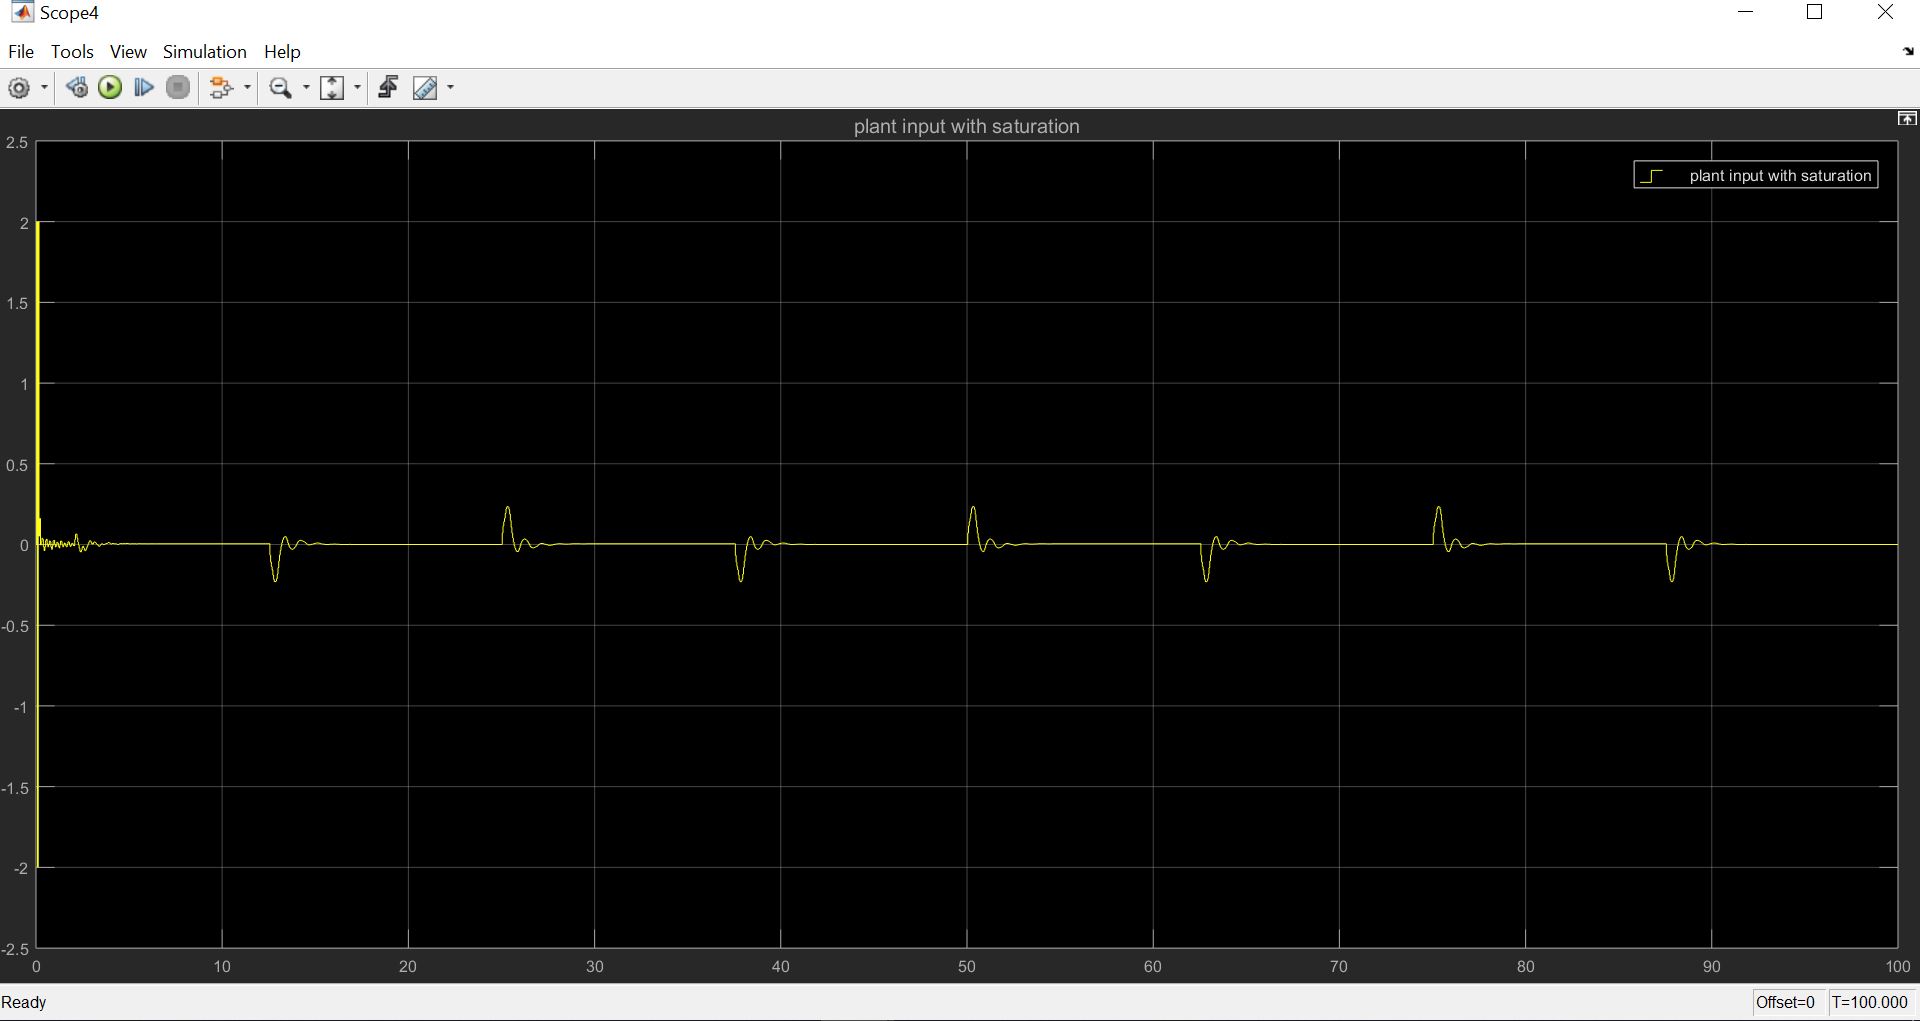 Scope4
File Tools View Simulation Help
plant input with saturation
plant input with saturation
2.5
2
1.5
1
0.5
0
-0.5
-1
-1.5
-2
-2.5
0 10 20 30 40 50 60 70 80 90 100
Ready Offset=0 T=100.000